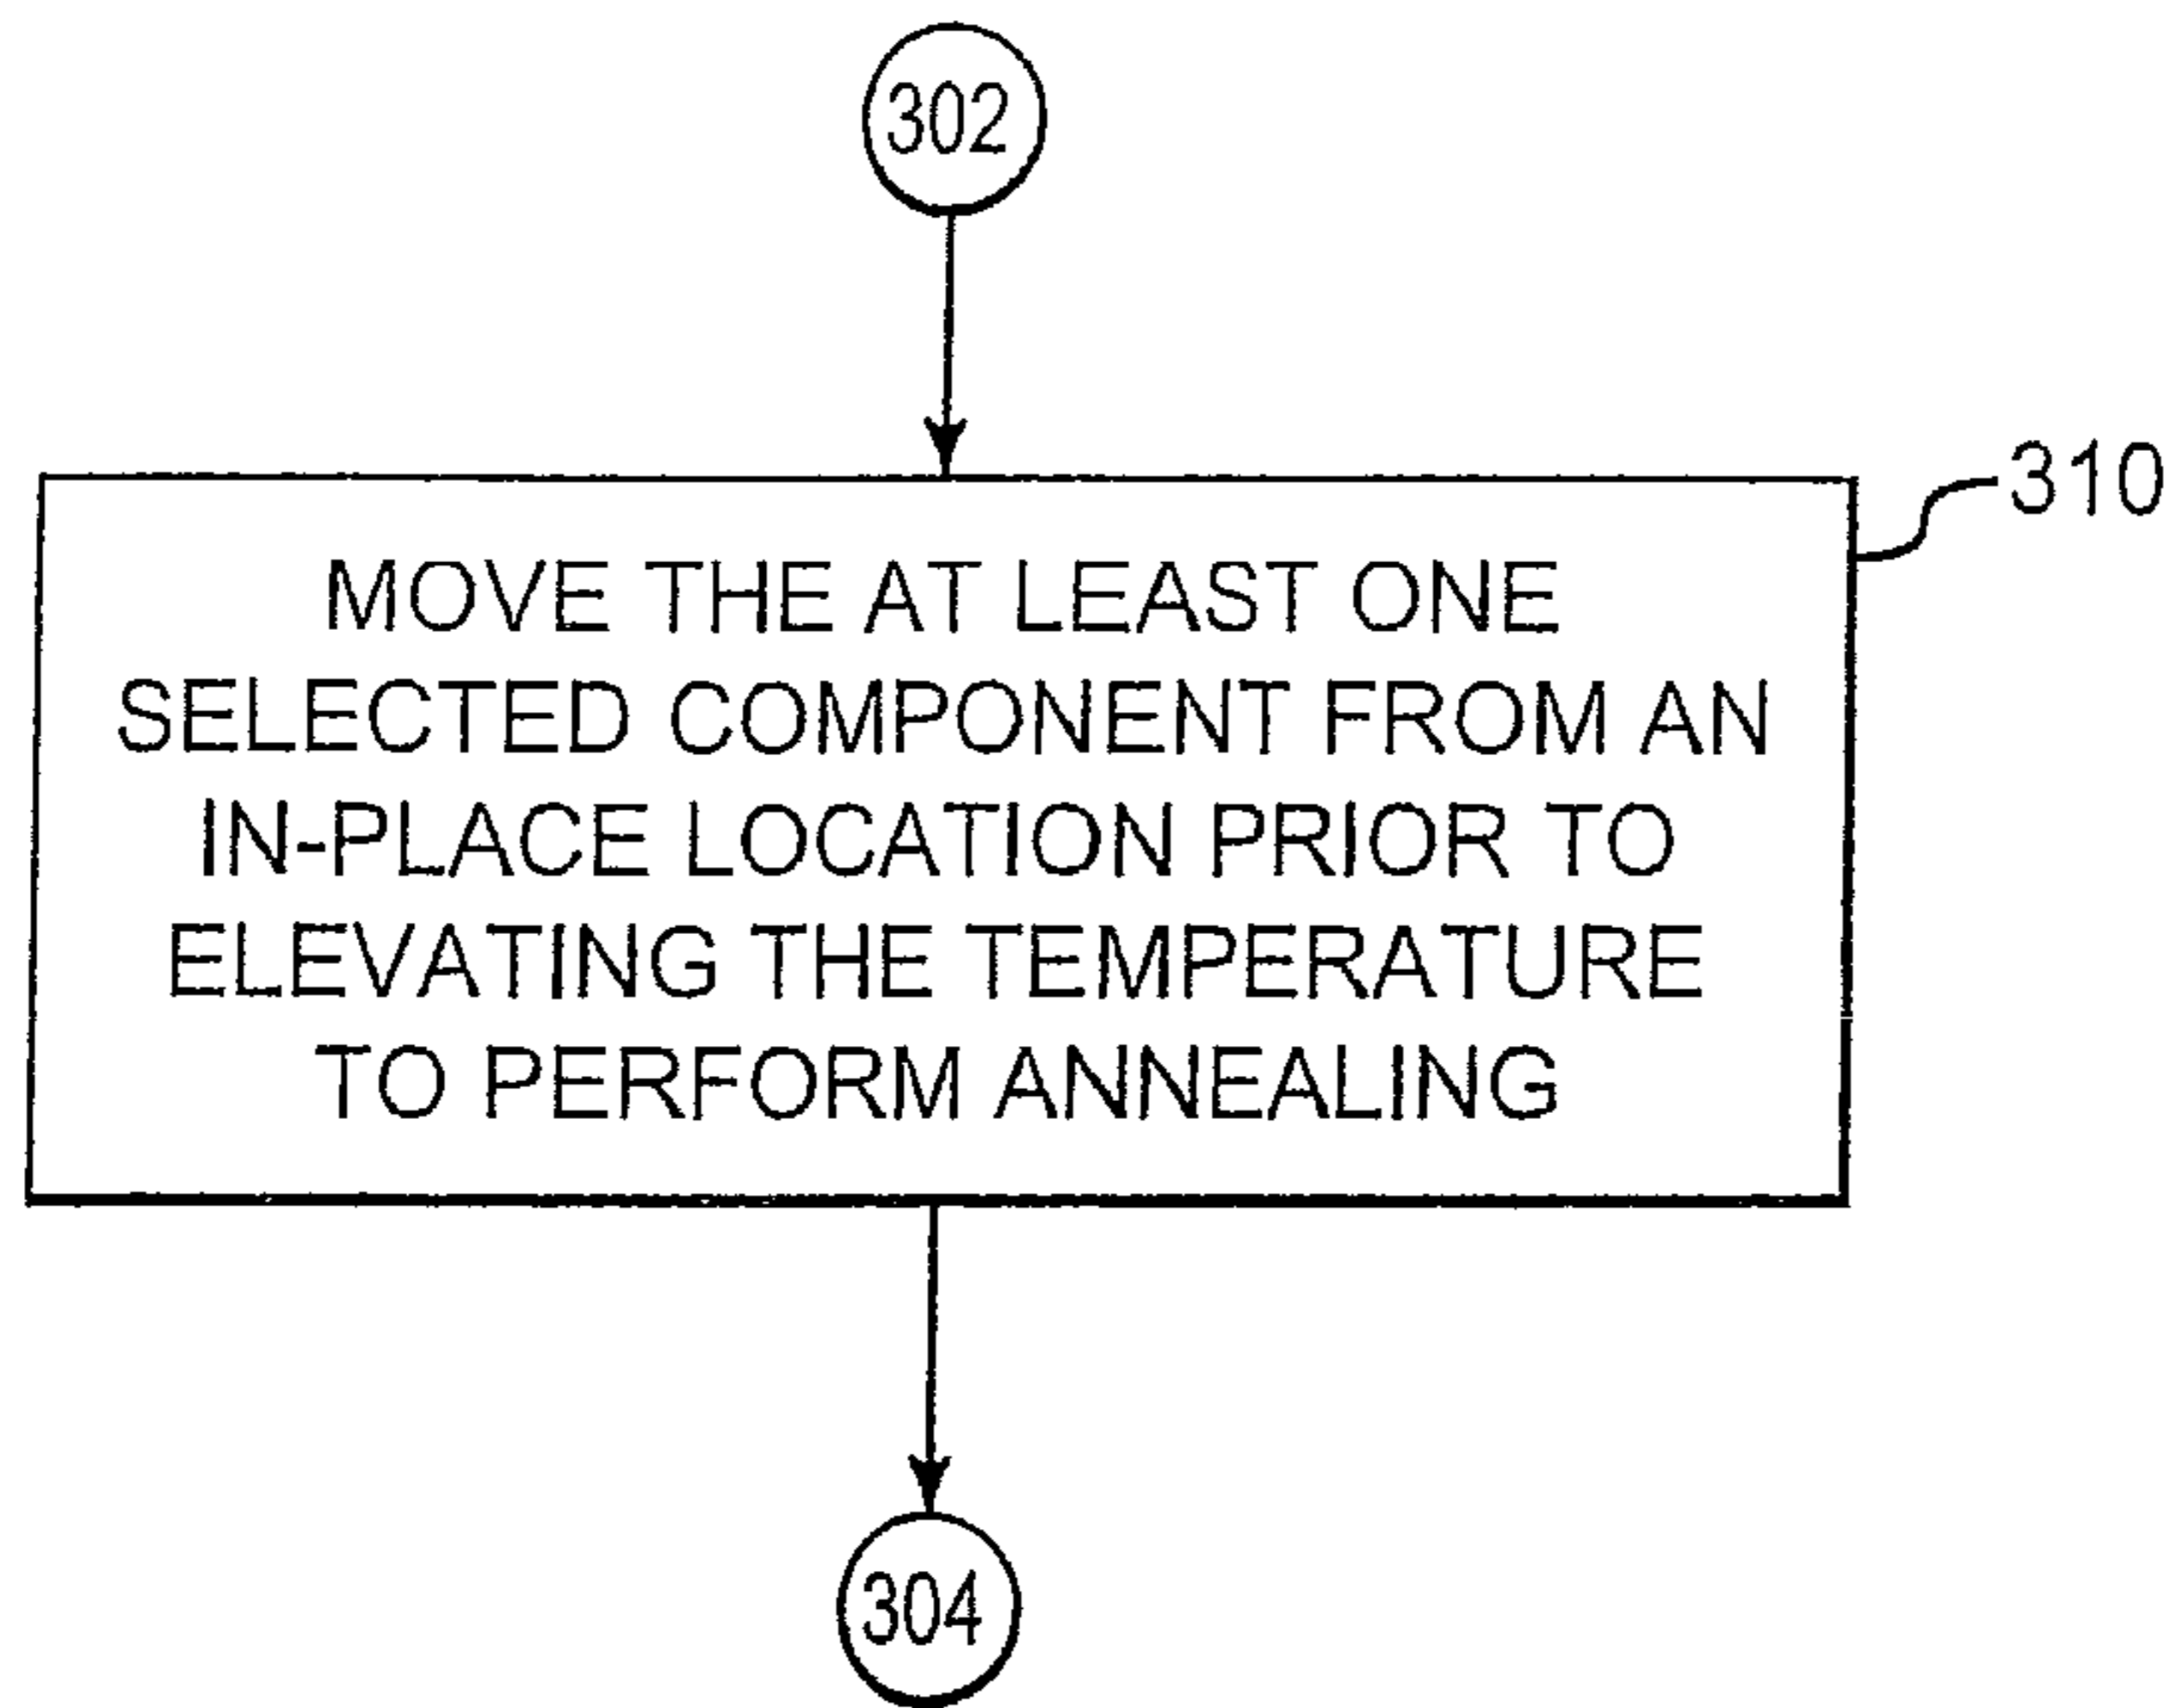 302
310
MOVE THE AT LEAST ONE
SELECTED COMPONENT FROM AN
IN-PLACE LOCATION PRIOR TO
ELEVATING THE TEMPERATURE
TO PERFORM ANNEALING
304